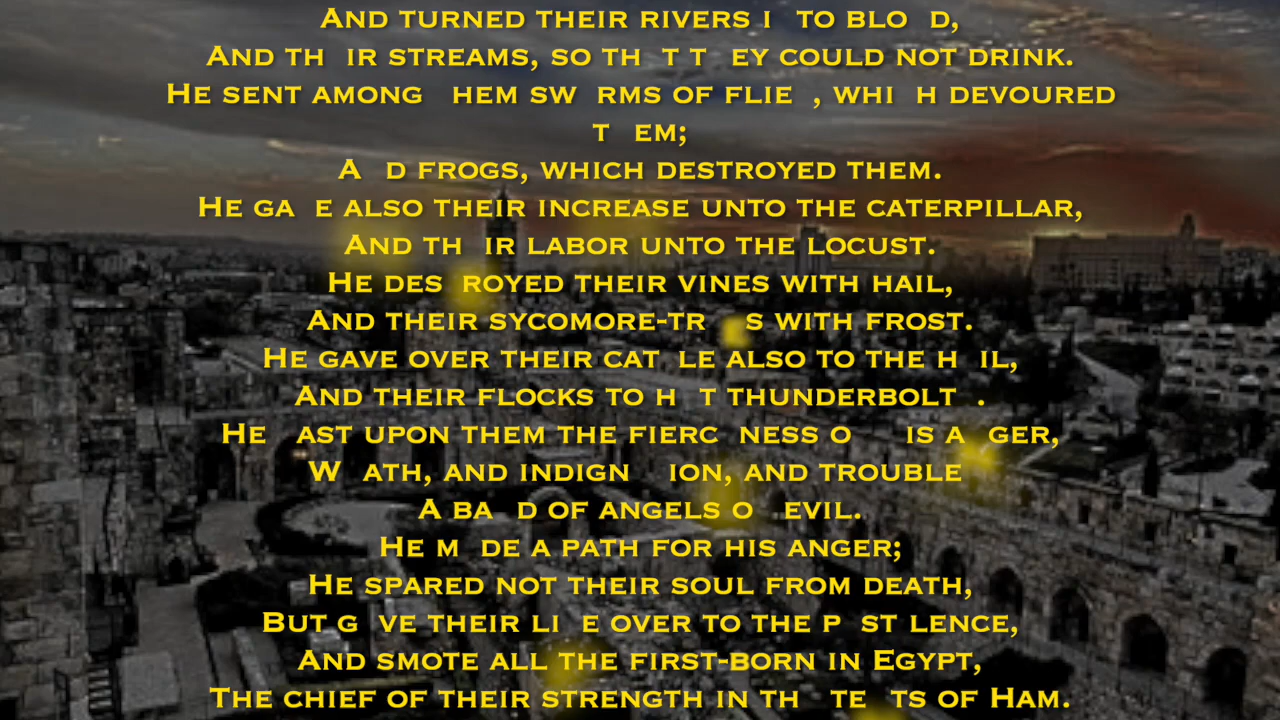 And turned their rivers i to blo d,
And th ir streams, so th t t ey could not drink.
He sent among hem sw rms of flie , whi h devoured
t em;
A d frogs, which destroyed them.
He ga e also their increase unto the caterpillar,
And th ir labor unto the locust.
He des royed their vines with hail,
And their sycomore-tr s with frost.
He gave over their cat le also to the h il,
And their flocks to h t thunderbolt .
He ast upon them the fierc ness o is a ger,
W ath, and indign ion, and trouble
A ba d of angels o evil.
He m de a path for his anger;
He spared not their soul from death,
But g ve their li e over to the p st lence,
And smote all the first-born in Egypt,
The chief of their strength in th te ts of Ham.